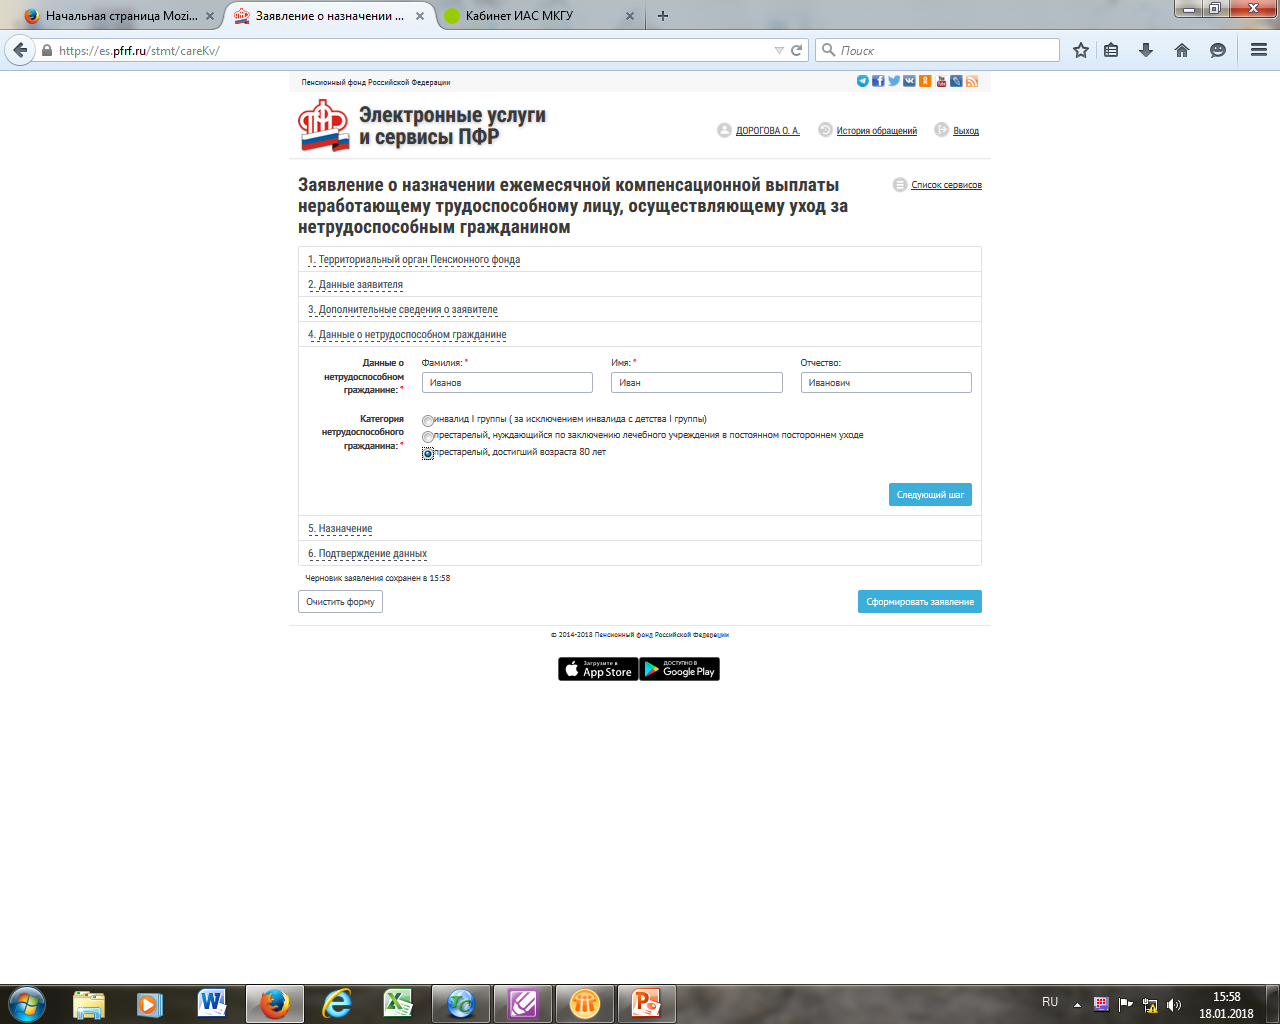 Начальная страница Mozi...
Заявление о назначении ...
Кабинет ИАС МКГУ
https://es.pfrf.ru/stmt/careKv/
Поиск
Пенсионный фонд Российской Федерации
Электронные услуги
и сервисы ПФР
ДОРОГОВА О. А.
История обращений
Выход
Заявление о назначении ежемесячной компенсационной выплаты
неработающему трудоспособному лицу, осуществляющему уход за
нетрудоспособным гражданином
Список сервисов
1. Территориальный орган Пенсионного фонда
2. Данные заявителя
3. Дополнительные сведения о заявителе
4. Данные о нетрудоспособном гражданине
Данные о
нетрудоспособном
гражданине: *
Фамилия: *
Имя: *
Отчество:
Иванов
Иван
Иванович
Категория
нетрудоспособного
гражданина: *
инвалид I группы ( за исключением инвалида с детства I группы)
престарелый, нуждающийся по заключению лечебного учреждения в постоянном постороннем уходе
престарелый, достигший возраста 80 лет
Следующий шаг
5. Назначение
6. Подтверждение данных
Черновик заявления сохранен в 15:58
Очистить форму
Сформировать заявление
© 2014-2018 Пенсионный фонд Российской Федерации
Загрузите в
App Store
ДОСТУПНО В
Google Play
RU
15:58
18.01.2018